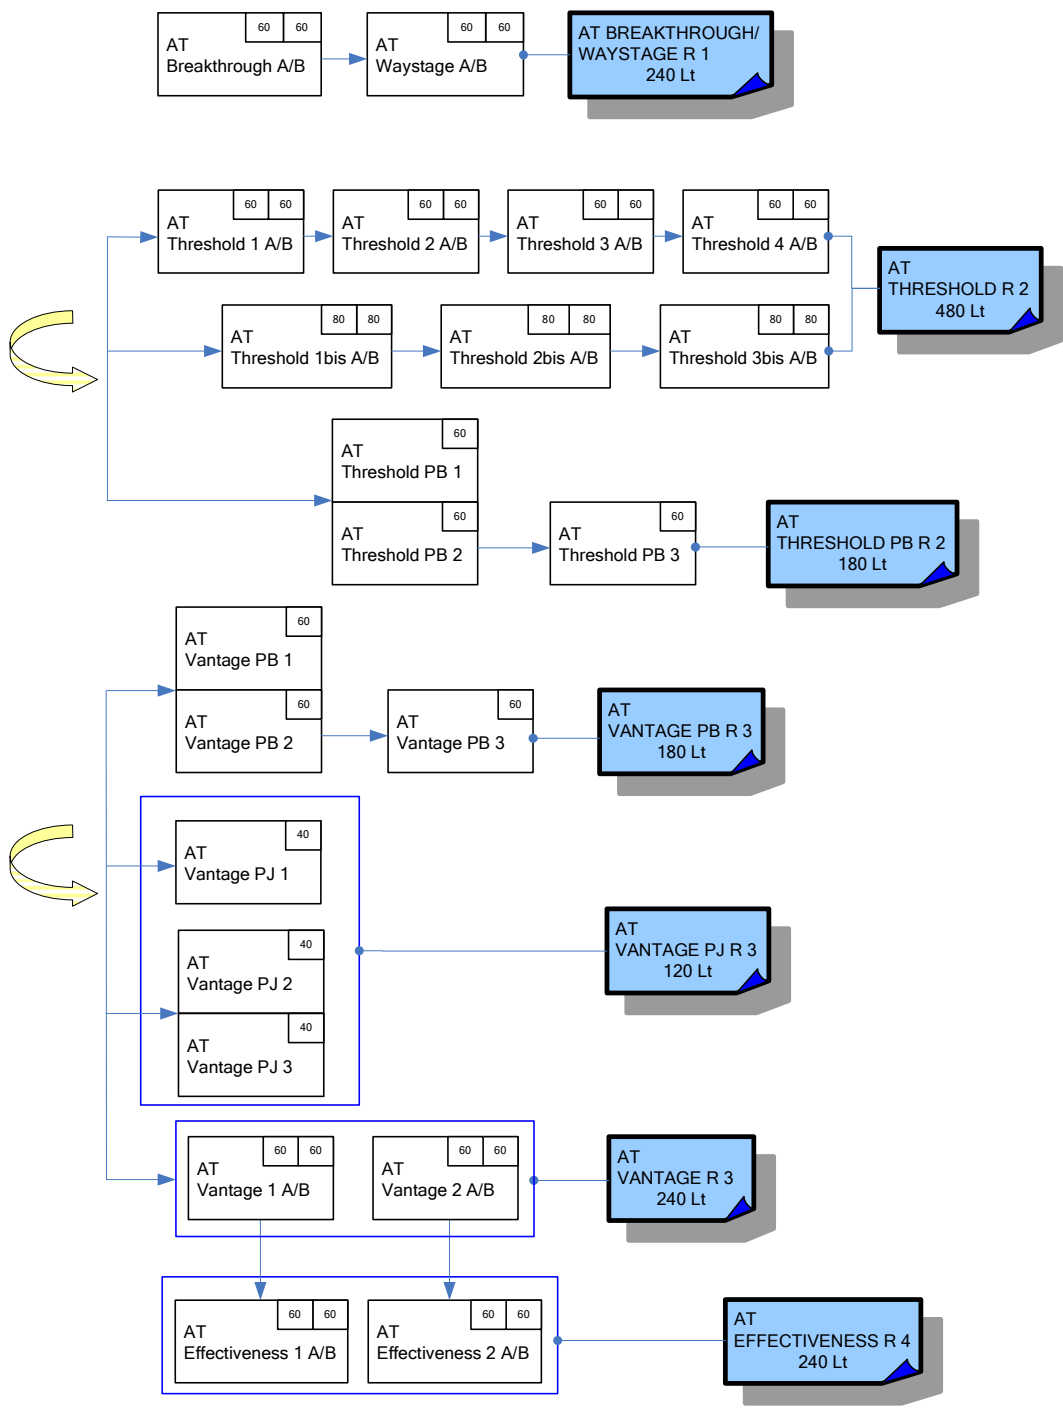 60 60
AT
Breakthrough A/B
60 60
AT
Waystage A/B
AT BREAKTHROUGH/
WAYSTAGE R 1
240 Lt
60 60
AT
Threshold 1 A/B
60 60
AT
Threshold 2 A/B
60 60
AT
Threshold 3 A/B
60 60
AT
Threshold 4 A/B
AT
THRESHOLD R 2
480 Lt
80 80
AT
Threshold 1bis A/B
80 80
AT
Threshold 2bis A/B
80 80
AT
Threshold 3bis A/B
60
AT
Threshold PB 1
60
AT
Threshold PB 2
60
AT
Threshold PB 3
AT
THRESHOLD PB R 2
180 Lt
60
AT
Vantage PB 1
60
AT
Vantage PB 2
60
AT
Vantage PB 3
AT
VANTAGE PB R 3
180 Lt
40
AT
Vantage PJ 1
40
AT
Vantage PJ 2
40
AT
Vantage PJ 3
AT
VANTAGE PJ R 3
120 Lt
60 60
AT
Vantage 1 A/B
60 60
AT
Vantage 2 A/B
AT
VANTAGE R 3
240 Lt
60 60
AT
Effectiveness 1 A/B
60 60
AT
Effectiveness 2 A/B
AT
EFFECTIVENESS R 4
240 Lt